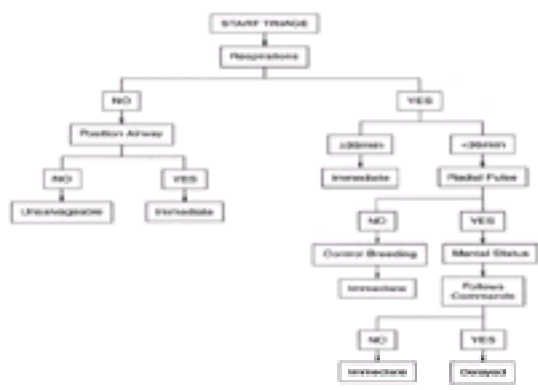 START TRIAGE
Respirations
NO
YES
Position Airway
NO
YES
Unsalvageable
Immediate
Immediate
Radial Pulse
NO
YES
Control Bleeding
Mental Status
Immediate
Follows
Commands
NO
YES
Immediate
Delayed